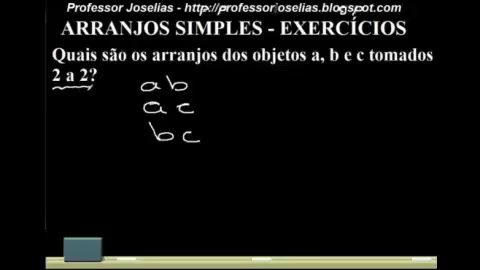 Professor Joselias - http://professorjoselias.blogspot.com
ARRANJOS SIMPLES - EXERCÍCIOS
Quais são os arranjos dos objetos a, b e c tomados
2 a 2?
ab
ac
bc